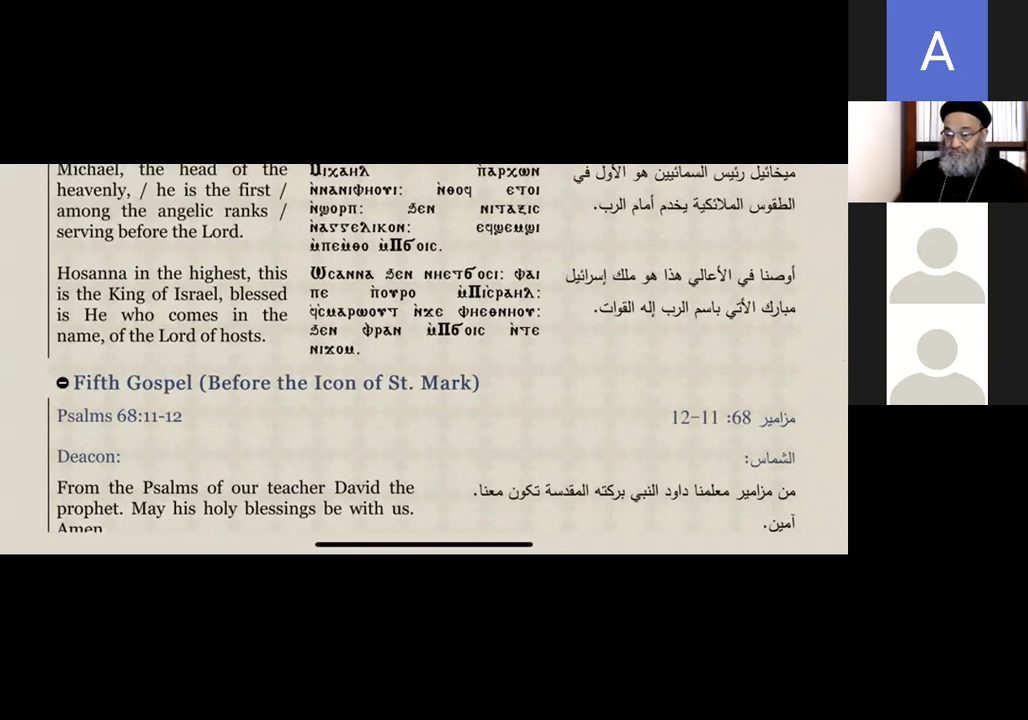 Michael, the head of the
heavenly, / he is the first /
among the angelic ranks /
serving before the Lord.
Ⲙⲓⲭⲁⲏⲗ ⲡ̀ⲁⲣⲭⲱⲛ
ⲛ̀ⲛⲁⲛⲓⲫⲏⲟⲩⲓ: ⲛ̀ⲑⲟϥ ⲉⲧⲟⲓ
ⲛ̀ϣⲟⲣⲡ: ϧⲉⲛ ⲛⲓⲧⲁⲝⲓⲥ
ⲛ̀ⲁⲅⲅⲉⲗⲓⲕⲟⲛ: ⲉϥϣⲉⲙϣⲓ
ⲙ̀ⲡⲉⲙ̀ⲑⲟ ⲙ̀Ⲡϭⲟⲓⲥ.
ميخائيل رئيس السمائيين هو الأول في
الطقوس الملائكية يخدم أمام الرب.
Hosanna in the highest, this
is the King of Israel, blessed
is He who comes in the
name, of the Lord of hosts.
Ⲱⲥⲁⲛⲛⲁ ϧⲉⲛ ⲛⲏⲉⲧϭⲟⲥⲓ: ⲫⲁⲓ
ⲡⲉ ⲡ̀ⲟⲩⲣⲟ ⲙ̀Ⲡⲓⲥⲣⲁⲏⲗ:
ϥ̀ⲥⲙⲁⲣⲱⲟⲩⲧ ⲛ̀ϫⲉ ⲫⲏⲉⲑⲛⲏⲟⲩ:
ϧⲉⲛ ⲫ̀ⲣⲁⲛ ⲙ̀Ⲡϭⲟⲓⲥ ⲛ̀ⲧⲉ
ⲛⲓϫⲟⲙ.
أوصنا في الأعالي هذا هو ملك إسرائيل
مبارك الأتي باسم الرب إله القوات.
Fifth Gospel (Before the Icon of St. Mark)
Psalms 68:11-12
مزامير 68: 11-12
Deacon:
الشماس:
From the Psalms of our teacher David the
prophet. May his holy blessings be with us.
Amen
من مزامير معلمنا داود النبي بركته المقدسة تكون معنا.
آمين.
A